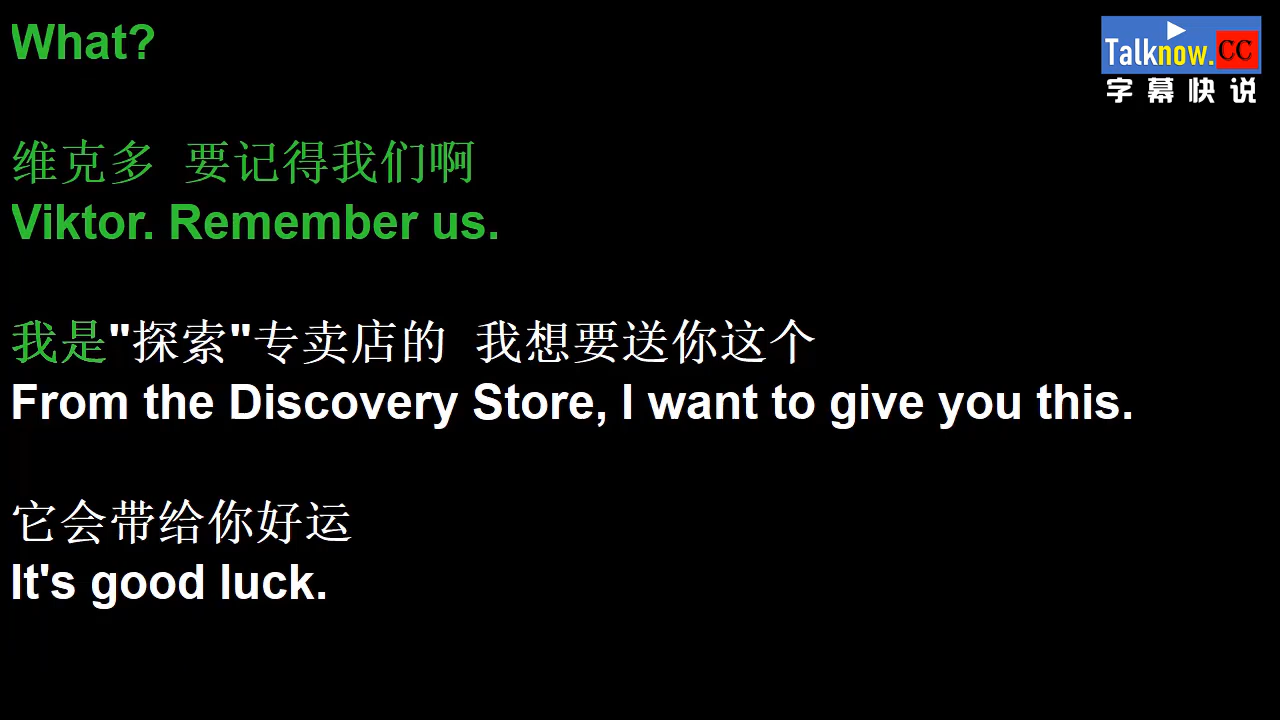 What?
Talknow.CC
字幕快说
维克多 要记得我们啊
Viktor. Remember us.
我是"探索"专卖店的 我想要送你这个
From the Discovery Store, I want to give you this.
它会带给你好运
It's good luck.